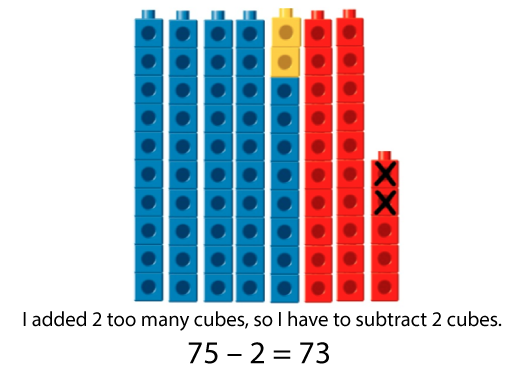 I added 2 too many cubes, so I have to subtract 2 cubes.
75 – 2 = 73